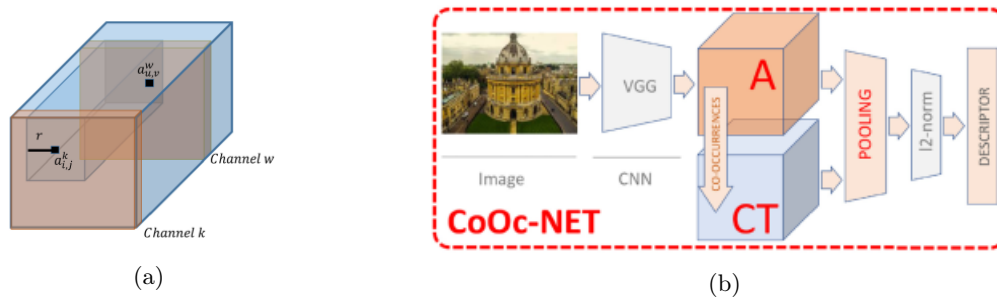 a^w_{u,v}
r
a^k_{i,j}
Channel w
Channel k
(a)
VGG
A
CO-OCCURRENCES
CT
POOLING
l2-norm
DESCRIPTOR
Image
CNN
CoOc-NET
(b)